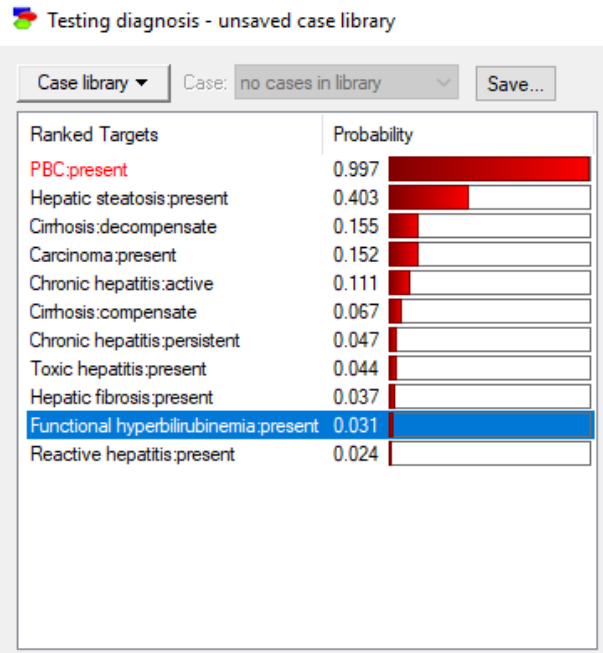 Testing diagnosis - unsaved case library
Case library ▼ Case: no cases in library Save...
Ranked Targets Probability
PBC:present 0.997
Hepatic steatosis:present 0.403
Cirrhosis:decompensate 0.155
Carcinoma:present 0.152
Chronic hepatitis:active 0.111
Cirrhosis:compensate 0.067
Chronic hepatitis:persistent 0.047
Toxic hepatitis:present 0.044
Hepatic fibrosis:present 0.037
Functional hyperbilirubinemia:present 0.031
Reactive hepatitis:present 0.024